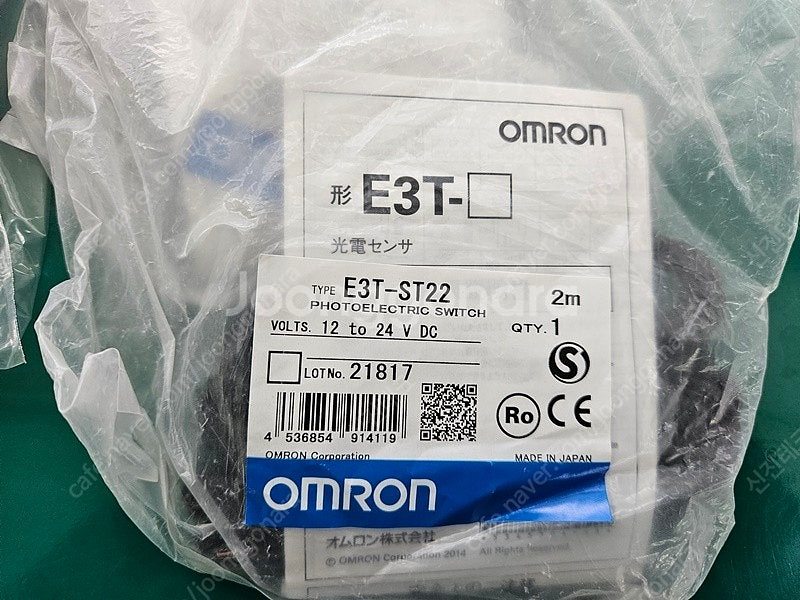 OMRON
形 E3T-□
光電センサ
TYPE E3T-ST22 2m
PHOTOELECTRIC SWITCH
VOLTS. 12 to 24 V DC QTY. 1
LOT No. 21817
4 536854 914119
Ro CE
OMRON Corporation MADE IN JAPAN
OMRON
オムロン株式会社
© OMRON Corporation 2014 All Rights Reserved.
Joonggonara